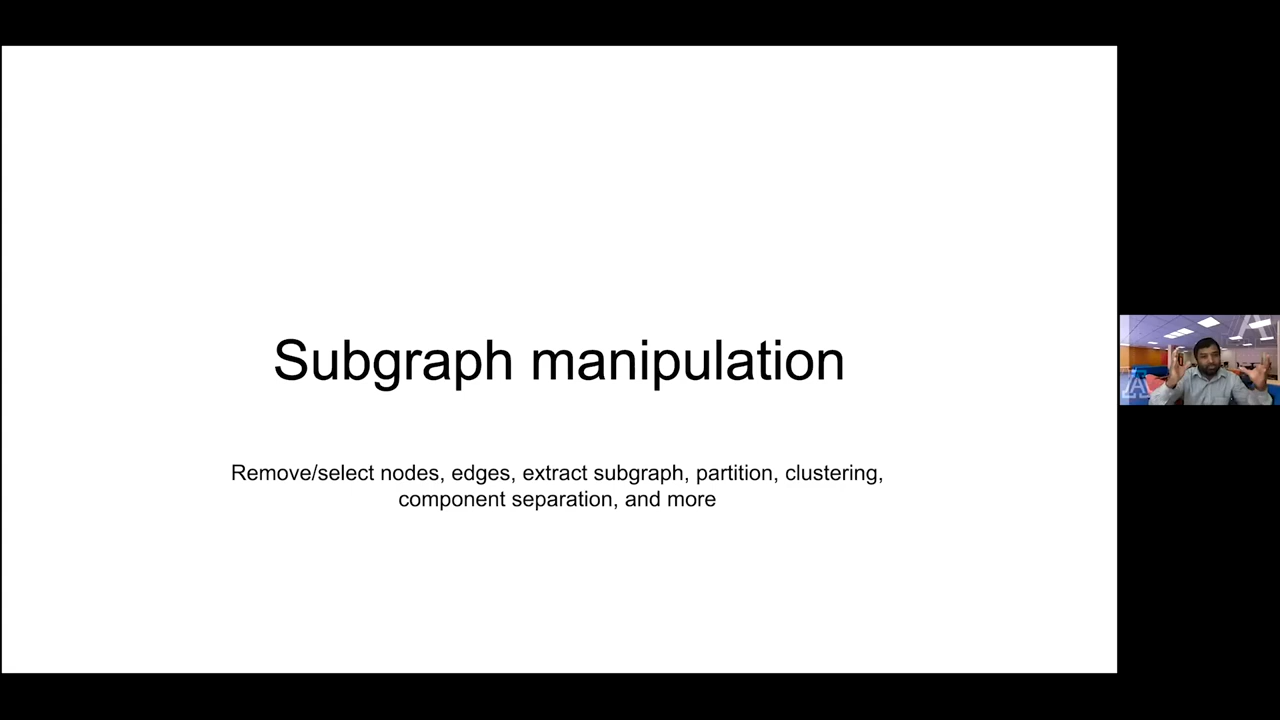 Subgraph manipulation
Remove/select nodes, edges, extract subgraph, partition, clustering,
component separation, and more
A
A